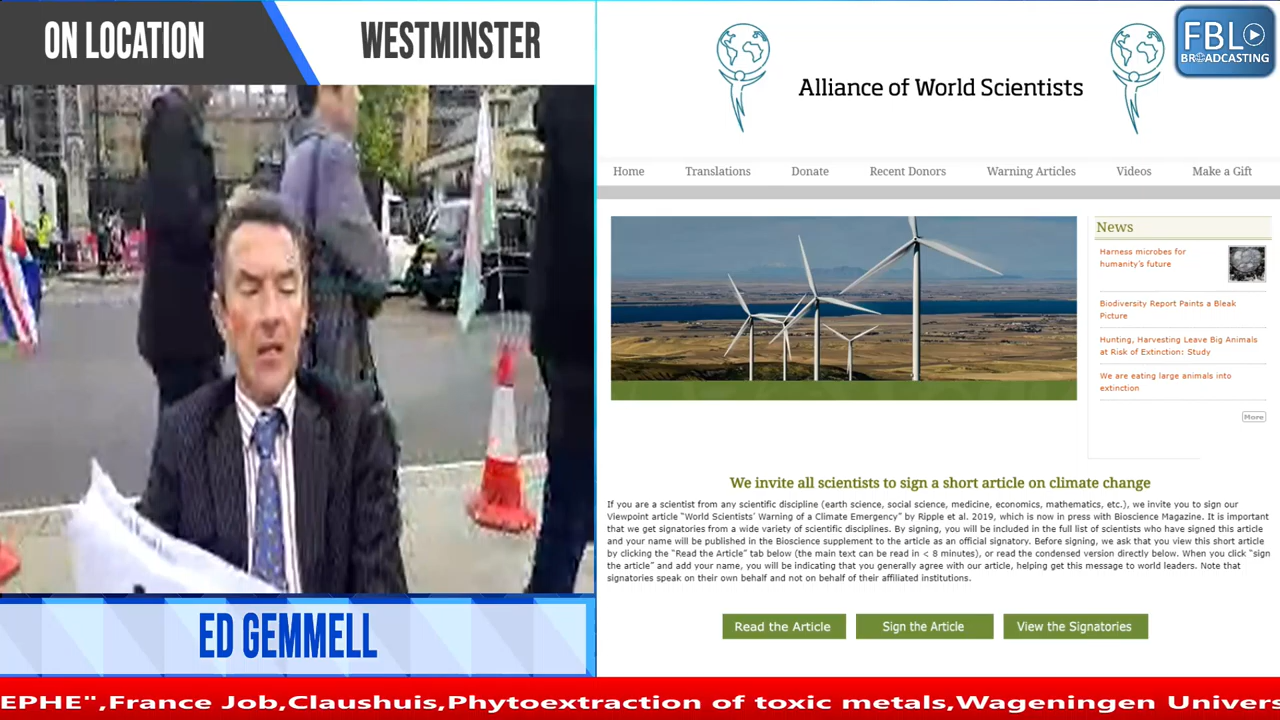 ON LOCATION
WESTMINSTER
FBL
BROADCASTING
Alliance of World Scientists
Home
Translations
Donate
Recent Donors
Warning Articles
Videos
Make a Gift
News
Harness microbes for
humanity's future
Biodiversity Report Paints a Bleak
Picture
Hunting, Harvesting Leave Big Animals
at Risk of Extinction: Study
We are eating large animals into
extinction
More
We invite all scientists to sign a short article on climate change
If you are a scientist from any scientific discipline (earth science, social science, medicine, economics, mathematics, etc.), we invite you to sign our
Viewpoint article "World Scientists' Warning of a Climate Emergency" by Ripple et al. 2019, which is now in press with Bioscience Magazine. It is important
that we get signatories from a wide variety of scientific disciplines. By signing, you will be included in the full list of scientists who have signed this article
and your name will be published in the Bioscience supplement to the article as an official signatory. Before signing, we ask that you view this short article
by clicking the "Read the Article" tab below (the main text can be read in < 8 minutes), or read the condensed version directly below. When you click "sign
the article" and add your name, you will be indicating that you generally agree with our article, helping get this message to world leaders. Note that
signatories speak on their own behalf and not on behalf of their affiliated institutions.
Read the Article
Sign the Article
View the Signatories
ED GEMMELL
EPHE",France Job,Claushuis,Phytoextraction of toxic metals,Wageningen Univers